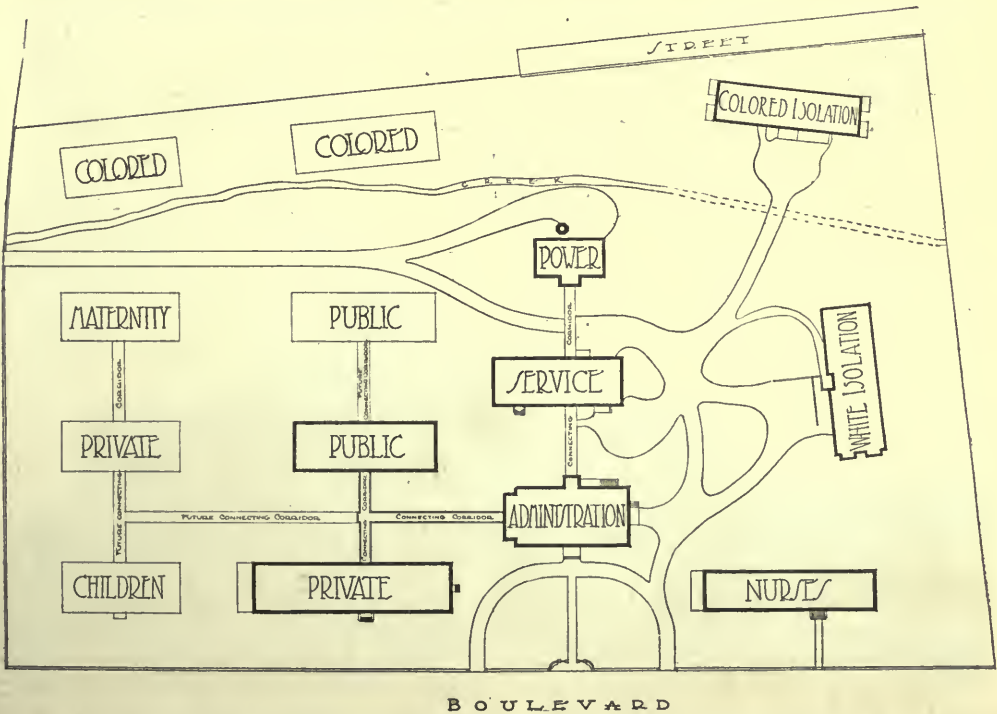 STREET
COLORED ISOLATION
COLORED
COLORED
CREEK
POWER
CORRIDOR
MATERNITY
PUBLIC
WHITE ISOLATION
CORRIDOR
FUTURE
CONNECTING CORRIDOR
SERVICE
PRIVATE
PUBLIC
CONNECTING
FUTURE CONNECTING
CONNECTING CORRIDOR
FUTURE CONNECTING CORRIDOR
CONNECTING CORRIDOR
ADMINISTRATION
CHILDREN
PRIVATE
NURSES
BOULEVARD